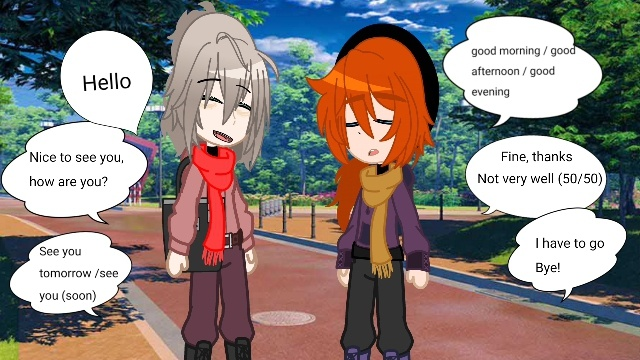 Hello
good morning / good
afternoon / good
evening
Nice to see you,
how are you?
Fine, thanks
Not very well (50/50)
See you
tomorrow /see
you (soon)
I have to go
Bye!